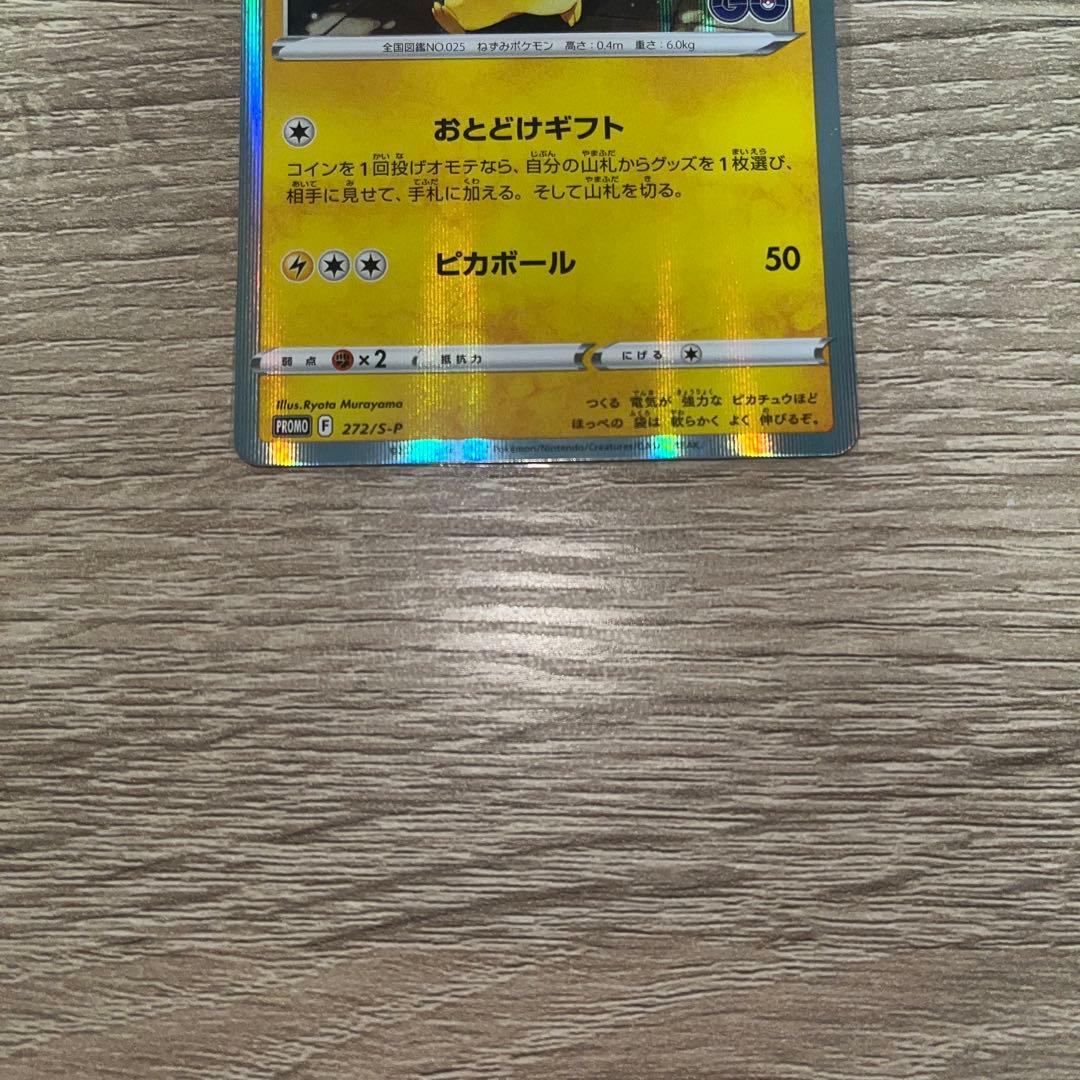 GO
全国図鑑NO.025 ねずみポケモン 高さ:0.4m 重さ:6.0kg
おとどけギフト
コインを1回投げオモテなら、自分の山札からグッズを1枚選び、
相手に見せて、手札に加える。そして山札を切る。
ピカボール 50
弱点 ×2 抵抗力 にげる
Illus.Ryota Murayama
つくる 電気が 強力な ピカチュウほど
PROMO F 272/S-P
ほっぺの 袋は 軟らかく よく 伸びるぞ。
Pokémon/Nintendo/Creatures/